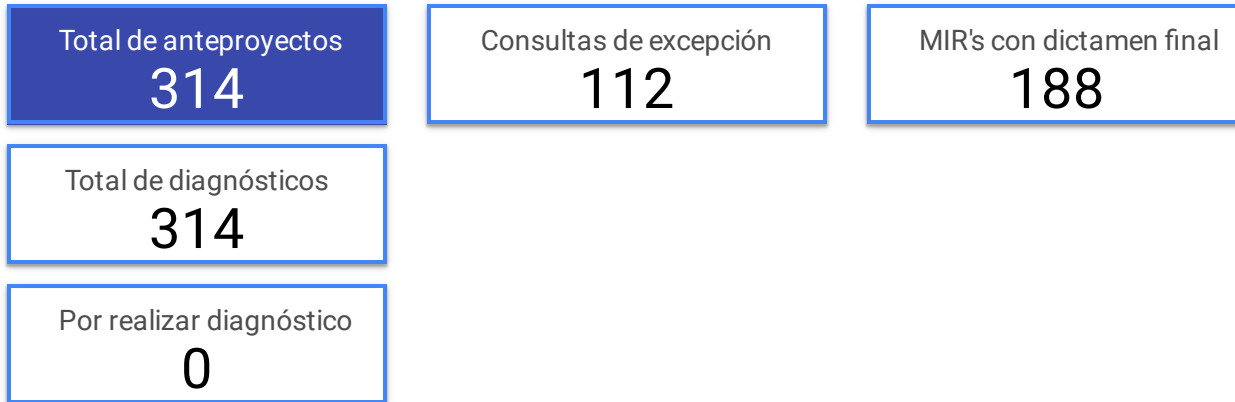 Total de anteproyectos
314
Consultas de excepción
112
MIR's con dictamen final
188
Total de diagnósticos
314
Por realizar diagnóstico
0